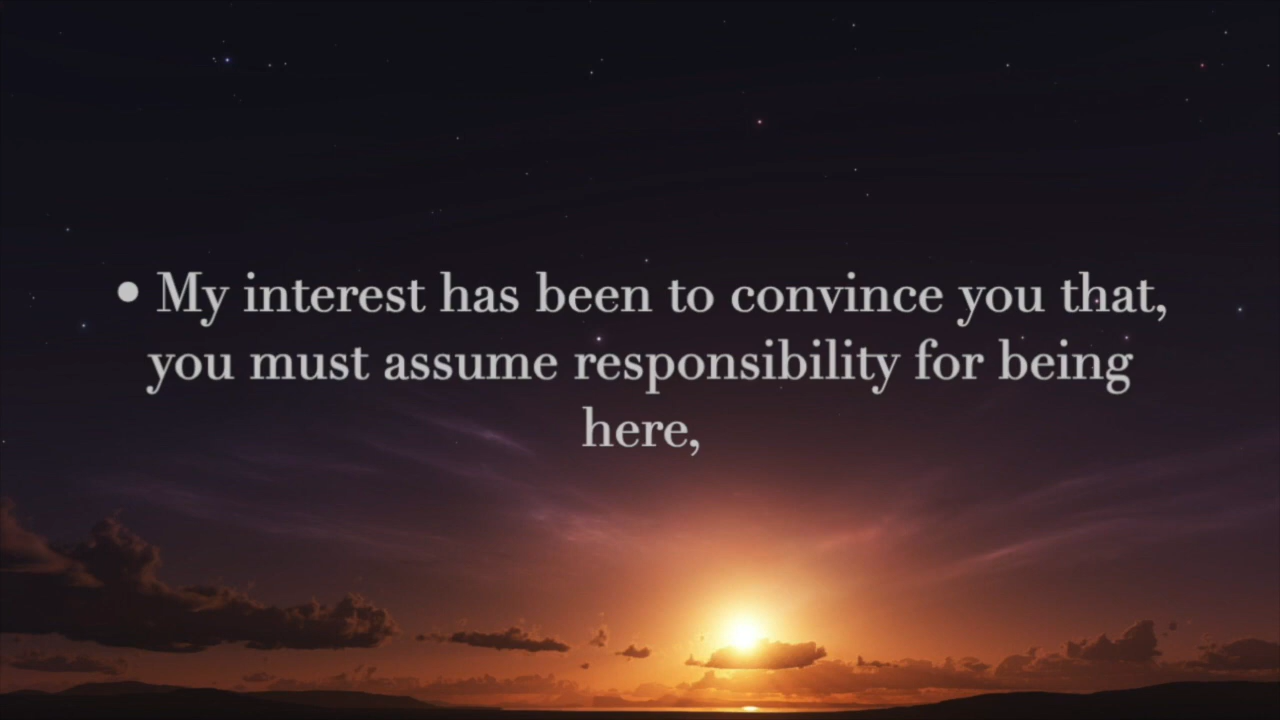 • My interest has been to convince you that,
you must assume responsibility for being
here,